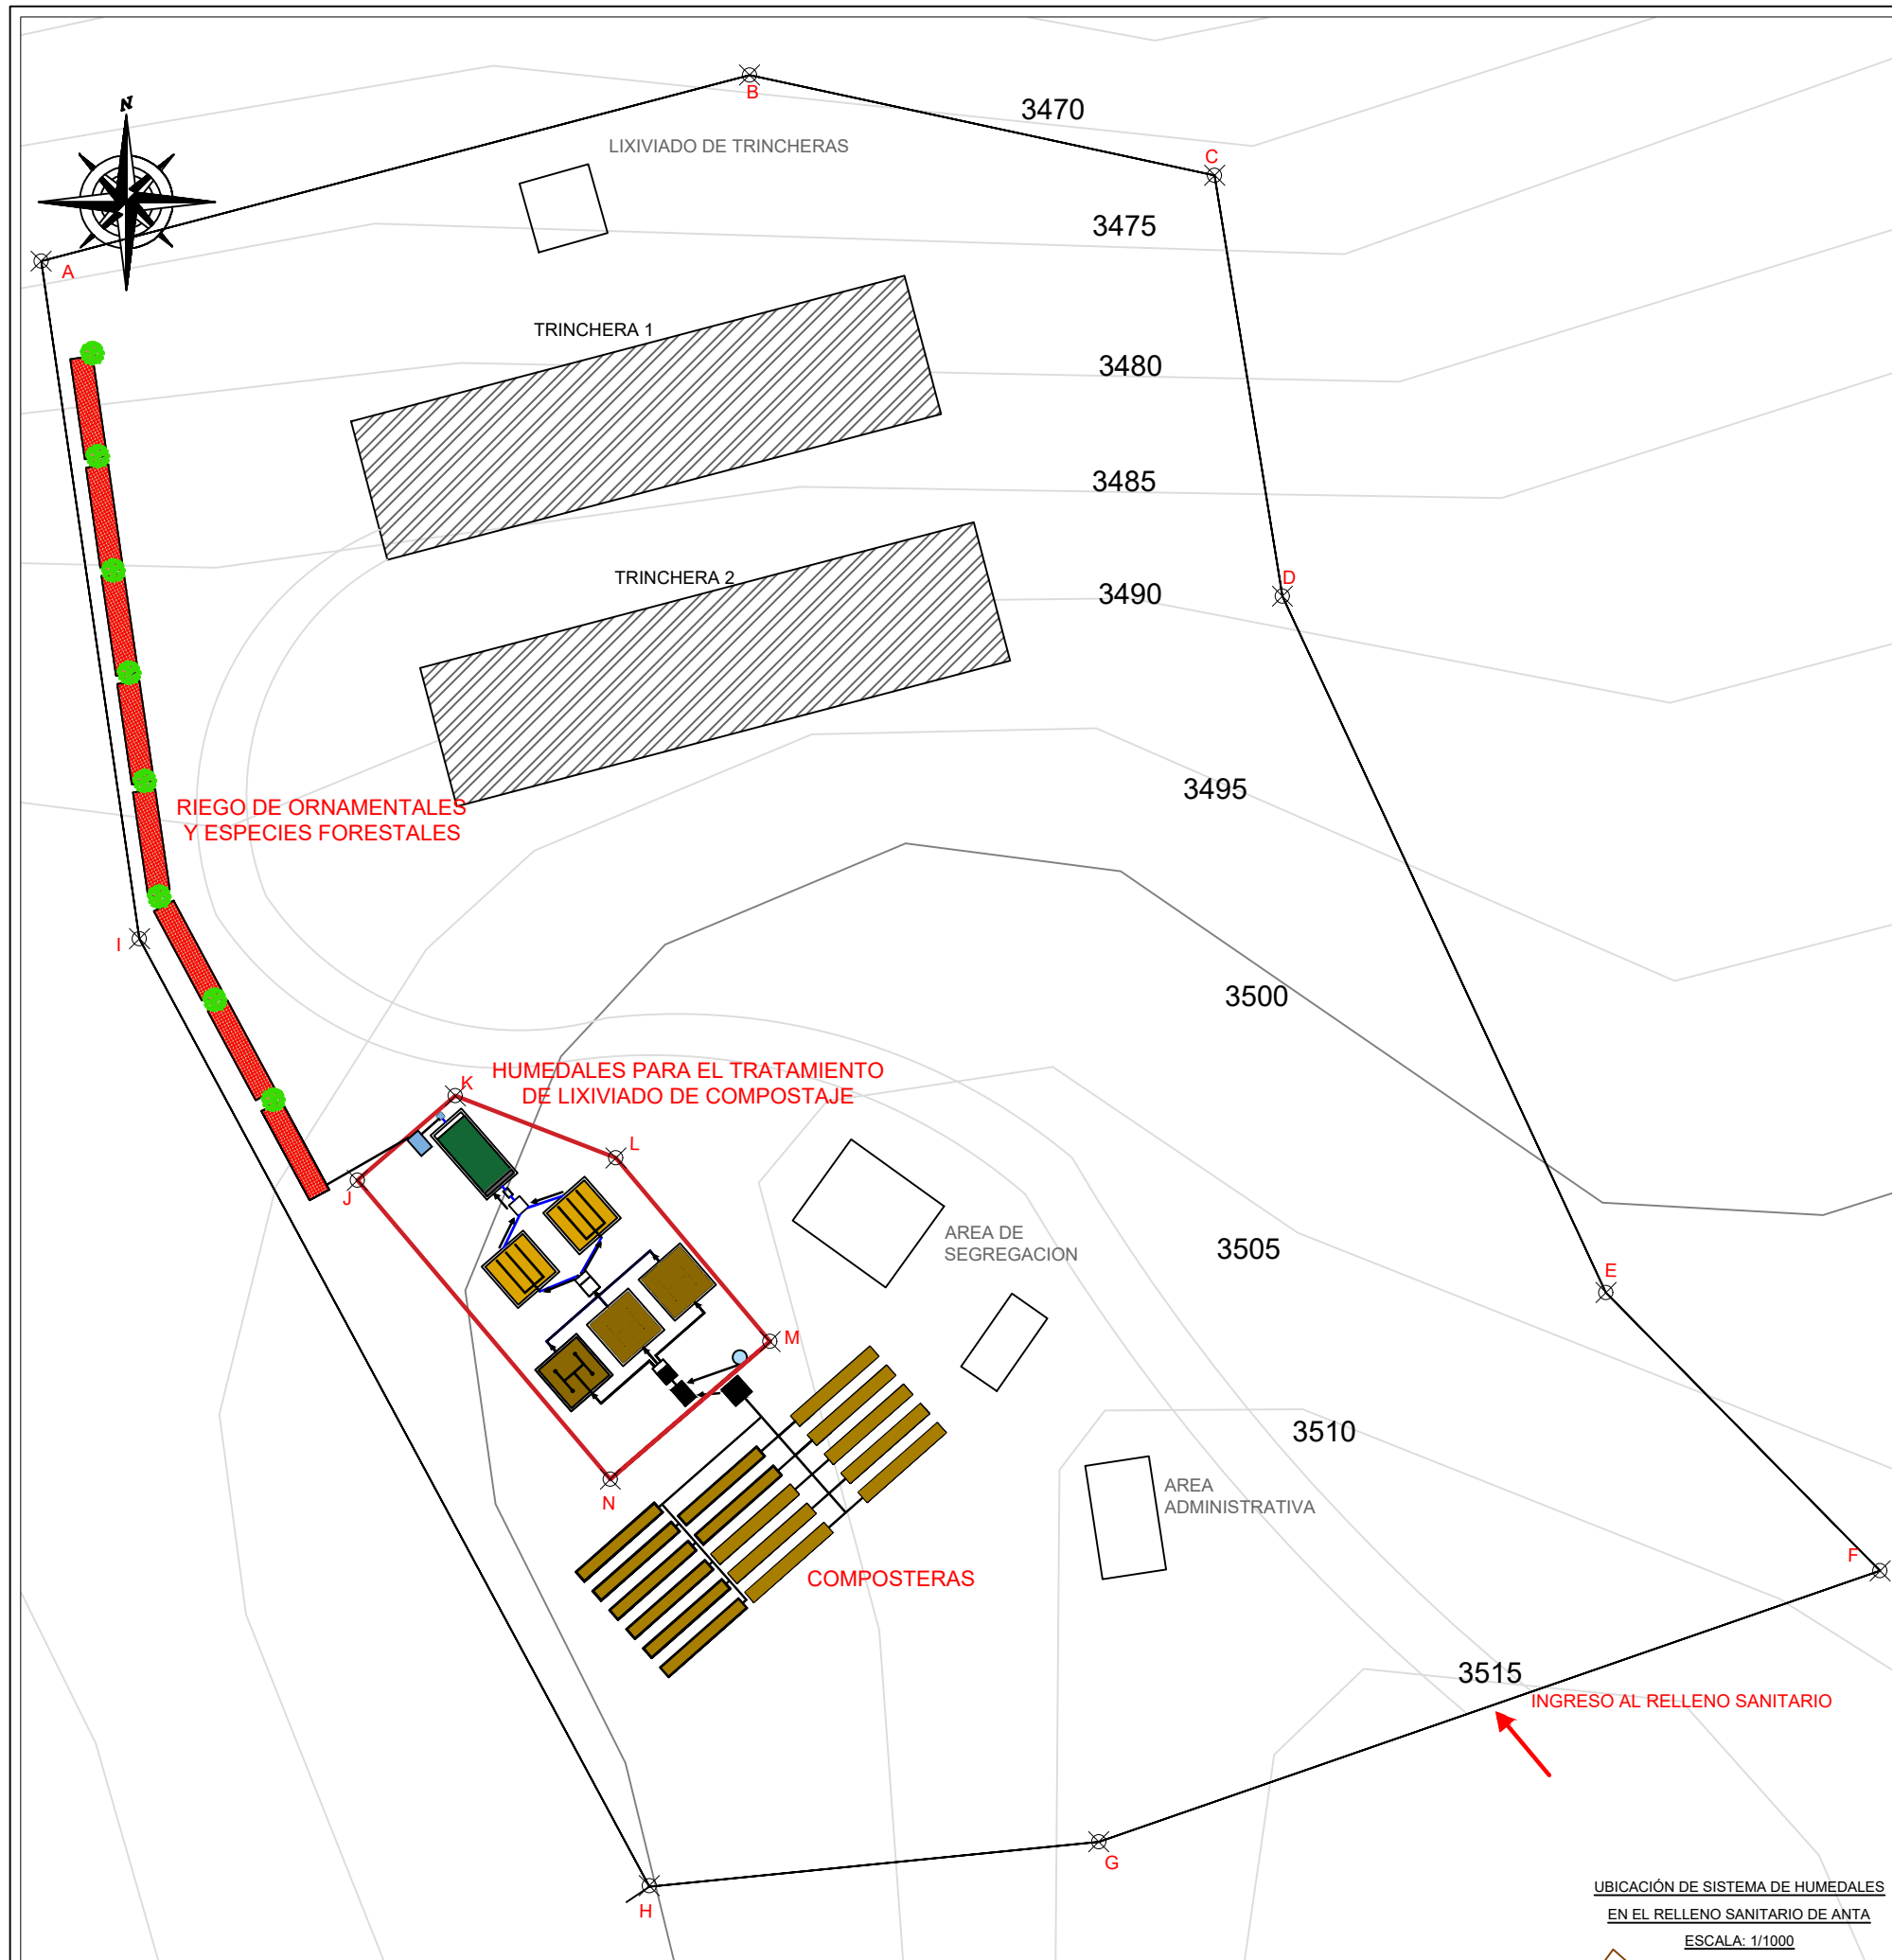 N
B
3470
LIXIVIADO DE TRINCHERAS
C
3475
A
TRINCHERA 1
3480
3485
TRINCHERA 2
D
3490
3495
RIEGO DE ORNAMENTALES
Y ESPECIES FORESTALES
I
3500
HUMEDALES PARA EL TRATAMIENTO
DE LIXIVIADO DE COMPOSTAJE
K
L
J
AREA DE
SEGREGACION
3505
E
M
3510
N
AREA
ADMINISTRATIVA
F
COMPOSTERAS
3515
INGRESO AL RELLENO SANITARIO
G
H
UBICACIÓN DE SISTEMA DE HUMEDALES
EN EL RELLENO SANITARIO DE ANTA
ESCALA: 1/1000